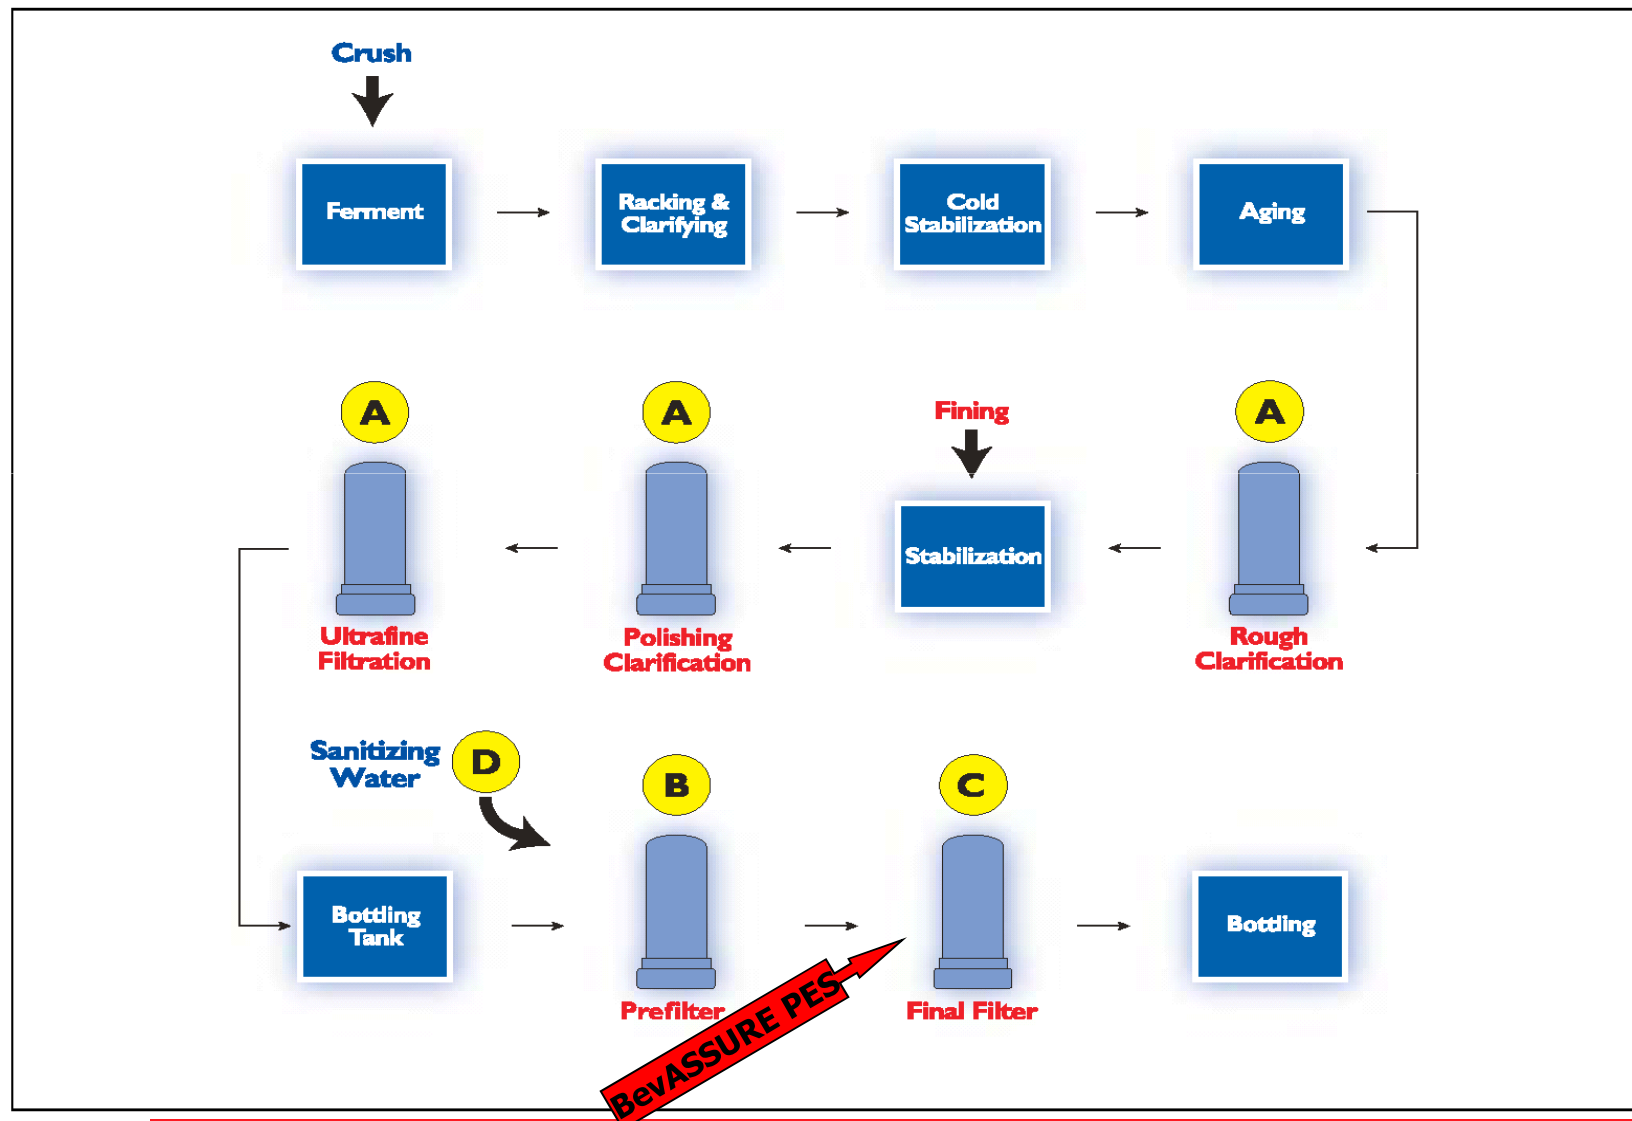 Crush
Ferment
Racking &
Clarifying
Cold
Stabilization
Aging
A
A
Fining
A
Stabilization
Ultrafine
Filtration
Polishing
Clarification
Rough
Clarification
Sanitizing
Water
D
B
C
Bottling
Tank
Bottling
Prefilter
Final Filter
BevASSURE PES